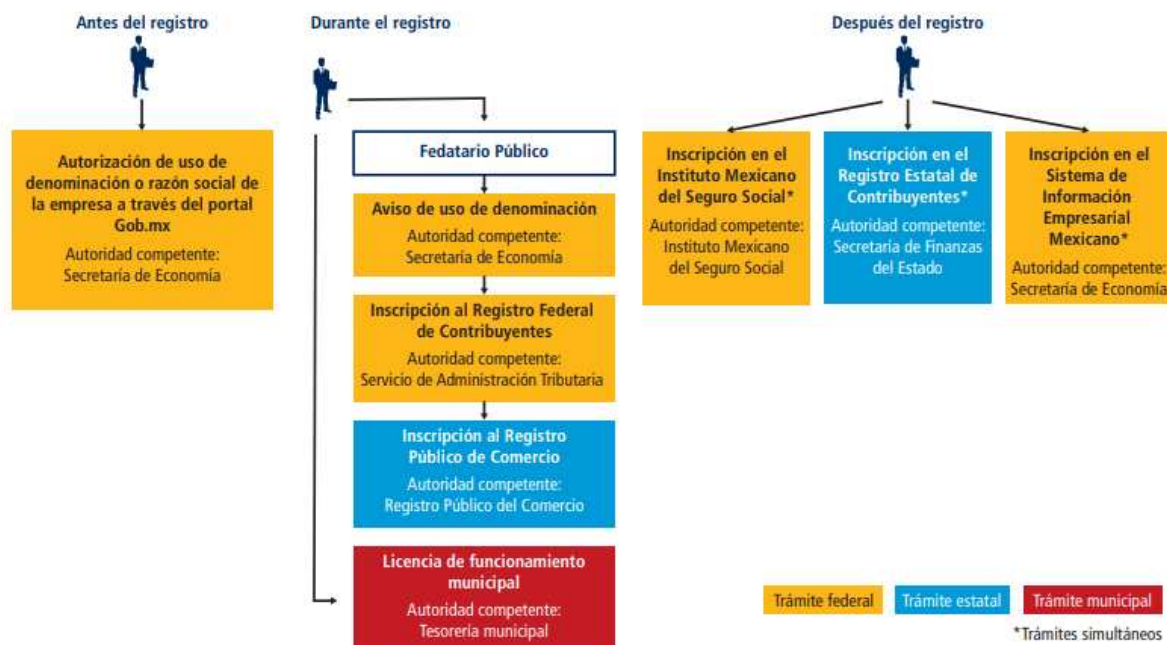 Antes del registro
Autorización de uso de
denominación o razón social de
la empresa a través del portal
Gob.mx
Autoridad competente:
Secretaría de Economía
Durante el registro
Fedatario Público
Aviso de uso de denominación
Autoridad competente:
Secretaría de Economía
Inscripción al Registro Federal
de Contribuyentes
Autoridad competente:
Servicio de Administración Tributaria
Inscripción al Registro
Público de Comercio
Autoridad competente:
Registro Público del Comercio
Licencia de funcionamiento
municipal
Autoridad competente:
Tesorería municipal
Después del registro
Inscripción en el
Instituto Mexicano
del Seguro Social*
Autoridad competente:
Instituto Mexicano
del Seguro Social
Inscripción en el
Registro Estatal de
Contribuyentes*
Autoridad competente:
Secretaría de Finanzas
del Estado
Inscripción en el
Sistema de
Información
Empresarial
Mexicano*
Autoridad competente:
Secretaría de Economía
Trámite federal
Trámite estatal
Trámite municipal
*Trámites simultáneos